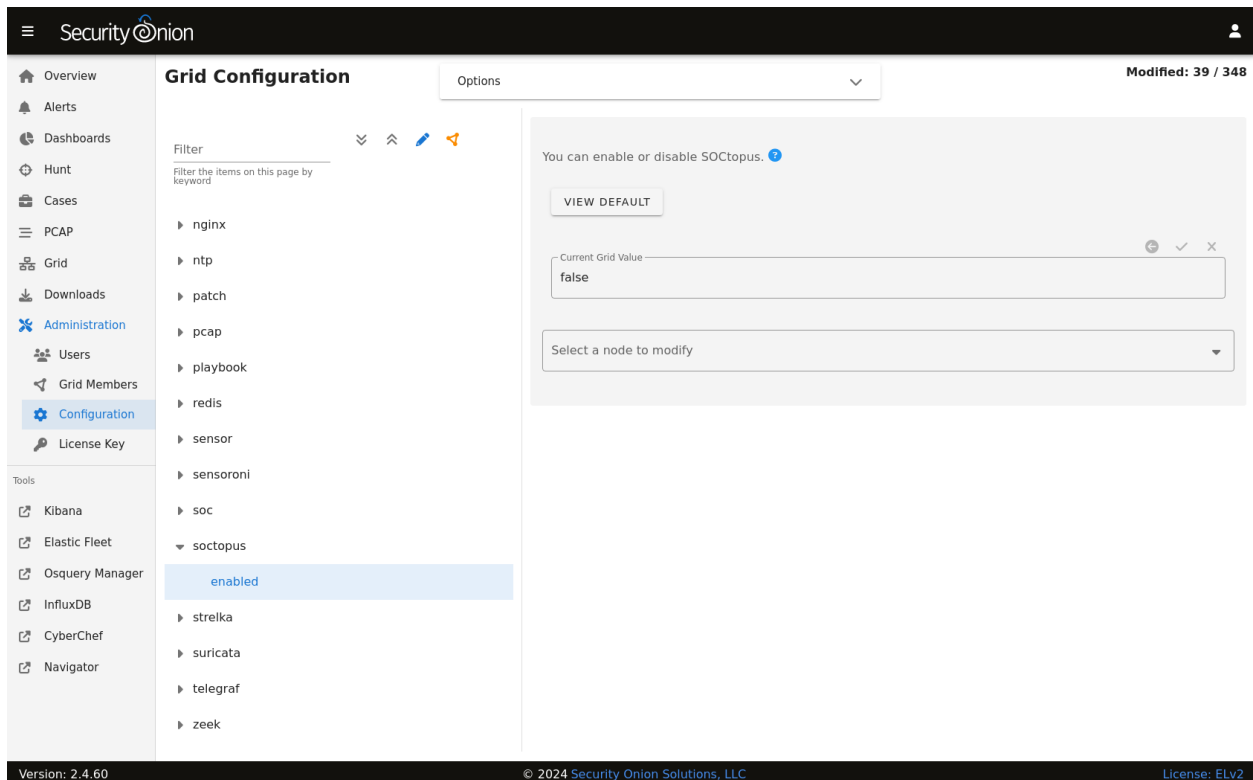 Security Onion
Overview
Alerts
Dashboards
Hunt
Cases
PCAP
Grid
Downloads
Administration
Users
Grid Members
Configuration
License Key
Tools
Kibana
Elastic Fleet
Osquery Manager
InfluxDB
CyberChef
Navigator
Grid Configuration
Options
Modified: 39 / 348
Filter
Filter the items on this page by
keyword
nginx
ntp
patch
pcap
playbook
redis
sensor
sensoroni
soc
soctopus
enabled
strelka
suricata
telegraf
zeek
You can enable or disable SOCtopus. ?
VIEW DEFAULT
Current Grid Value
false
Select a node to modify
Version: 2.4.60
© 2024 Security Onion Solutions, LLC
License: ELv2